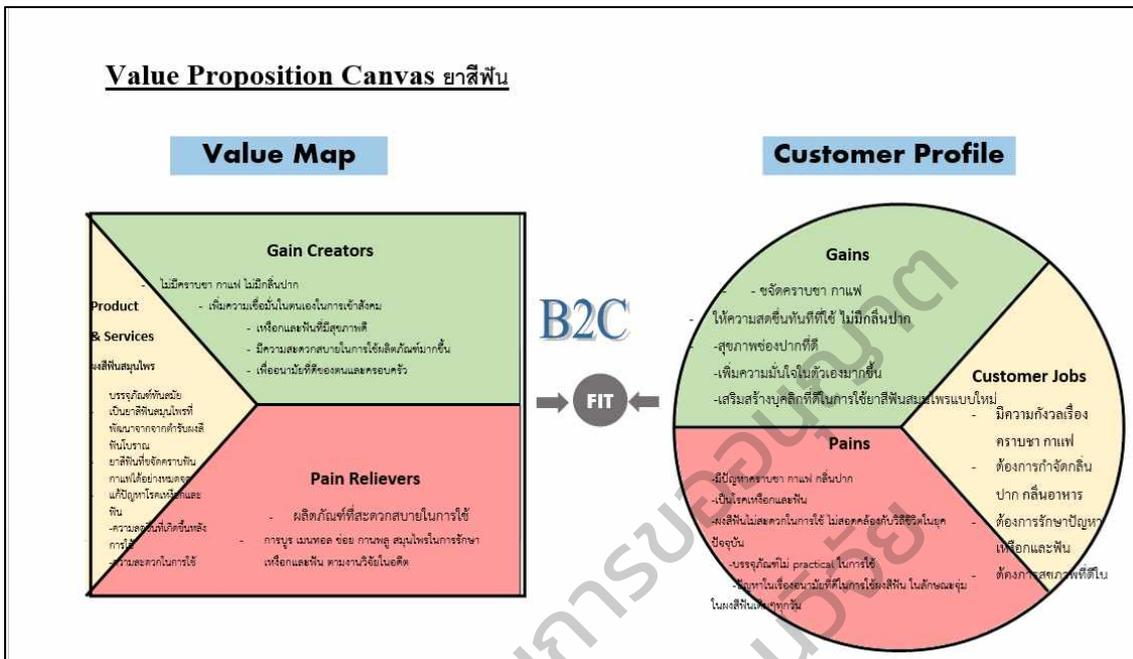 Value Proposition Canvas ยาสีฟัน
Value Map
Gain Creators
- ไม่มีคราบชา กาแฟ ไม่มีกลิ่นปาก
- เพิ่มความเชื่อมั่นในตนเองในการเข้าสังคม
- เหงือกและฟันที่มีสุขภาพดี
- มีความสะดวกสบายในการใช้ผลิตภัณฑ์มากขึ้น
- เพื่ออนามัยที่ดีของตนและครอบครัว
Product
& Services
ผงสีฟันสมุนไพร
บรรจุภัณฑ์ทันสมัย
เป็นยาสีฟันสมุนไพรที่
พัฒนาจากจากตำรับผงสี
ฟันโบราณ
- ยาสีฟันที่ขจัดคราบฟัน
กาแฟได้อย่างหมดจด
- แก้ปัญหาโรคเหงือกและ
ฟัน
-ความสดชื่นที่เกิดขึ้นหลัง
การใช้
-ความสะดวกในการใช้
Pain Relievers
- ผลิตภัณฑ์ที่สะดวกสบายในการใช้
- การบูร เมนทอล ข่อย กานพลู สมุนไพรในการรักษา
เหงือกและฟัน ตามงานวิจัยในอดีต
B2C
FIT
Customer Profile
Gains
- - ขจัดคราบชา กาแฟ
- ให้ความสดชื่นทันทีที่ใช้ ไม่มีกลิ่นปาก
- -สุขภาพช่องปากที่ดี
-เพิ่มความมั่นใจในตัวเองมากขึ้น
-เสริมสร้างบุคลิกที่ดีในการใช้ยาสีฟันสมุนไพรแบบใหม่
Customer Jobs
- มีความกังวลเรื่อง
คราบชา กาแฟ
- ต้องการกำจัดกลิ่น
ปาก กลิ่นอาหาร
- ต้องการรักษาปัญหา
เหงือกและฟัน
- ต้องการสุขภาพที่ดีใน
Pains
-มีปัญหาคราบชา กาแฟ กลิ่นปาก
-เป็นโรคเหงือกและฟัน
-ผงสีฟันไม่สะดวกในการใช้ ไม่สอดคล้องกับวิถีชีวิตในยุค
ปัจจุบัน
-บรรจุภัณฑ์ไม่ practical ในการใช้
-ปัญหาในเรื่องอนามัยที่ดีในการใช้ผงสีฟัน ในลักษณะจุ่ม
ในผงสีฟันเดิมๆทุกวัน